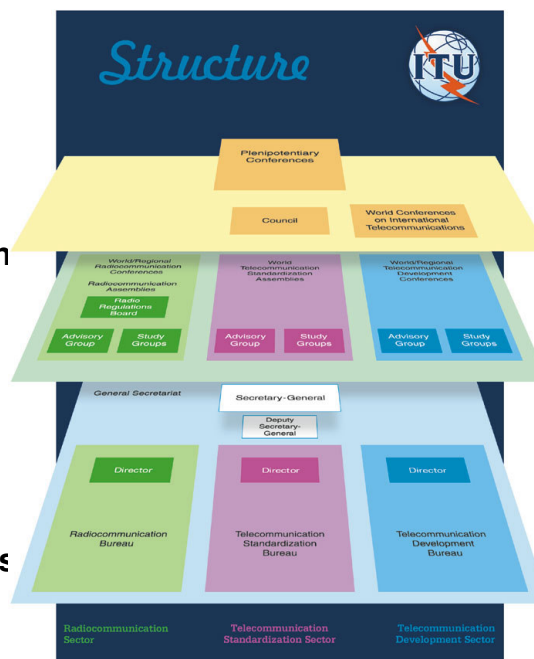 Structure
ITU
Plenipotentiary
Conferences
Council
World Conferences
on International
Telecommunications
World/Regional
Radiocommunication
Conferences
Radiocommunication
Assemblies
Radio
Regulations
Board
Advisory
Group
Study
Groups
World
Telecommunication
Standardization
Assemblies
Advisory
Group
Study
Groups
World/Regional
Telecommunication
Development
Conferences
Advisory
Group
Study
Groups
General Secretariat
Secretary-General
Deputy
Secretary-
General
Director
Radiocommunication
Bureau
Director
Telecommunication
Standardization
Bureau
Director
Telecommunication
Development
Bureau
Radiocommunication
Sector
Telecommunication
Standardization Sector
Telecommunication
Development Sector